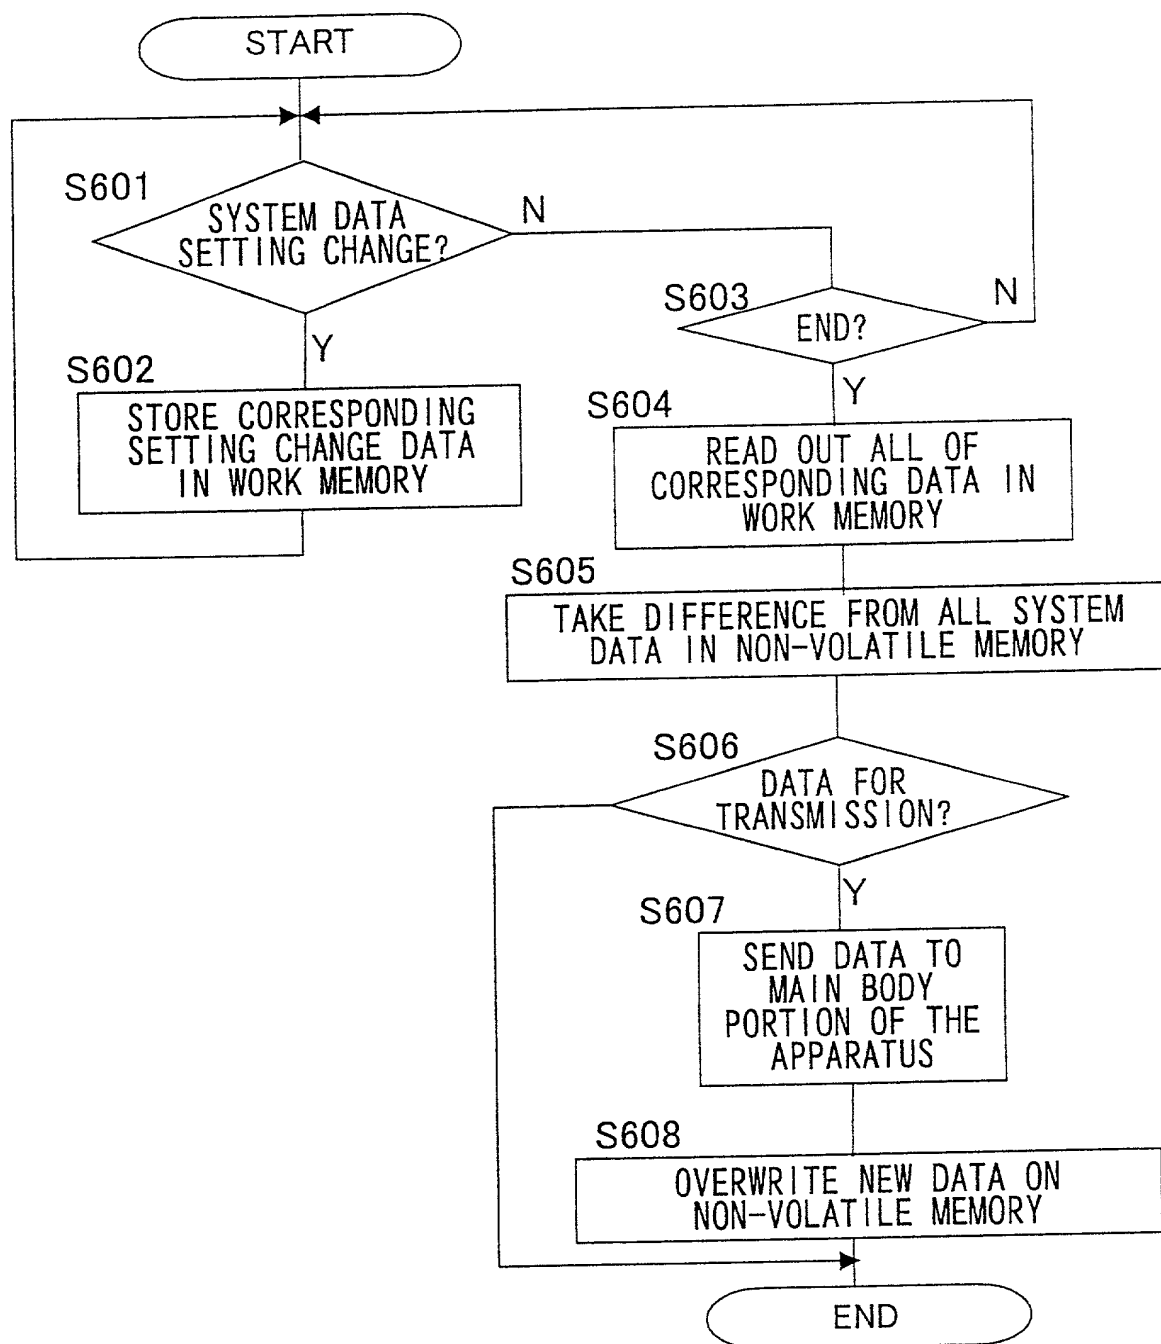 START
S601
SYSTEM DATA
SETTING CHANGE?
N
Y
S602
STORE CORRESPONDING
SETTING CHANGE DATA
IN WORK MEMORY
S603
END?
N
Y
S604
READ OUT ALL OF
CORRESPONDING DATA IN
WORK MEMORY
S605
TAKE DIFFERENCE FROM ALL SYSTEM
DATA IN NON-VOLATILE MEMORY
S606
DATA FOR
TRANSMISSION?
Y
S607
SEND DATA TO
MAIN BODY
PORTION OF THE
APPARATUS
S608
OVERWRITE NEW DATA ON
NON-VOLATILE MEMORY
END